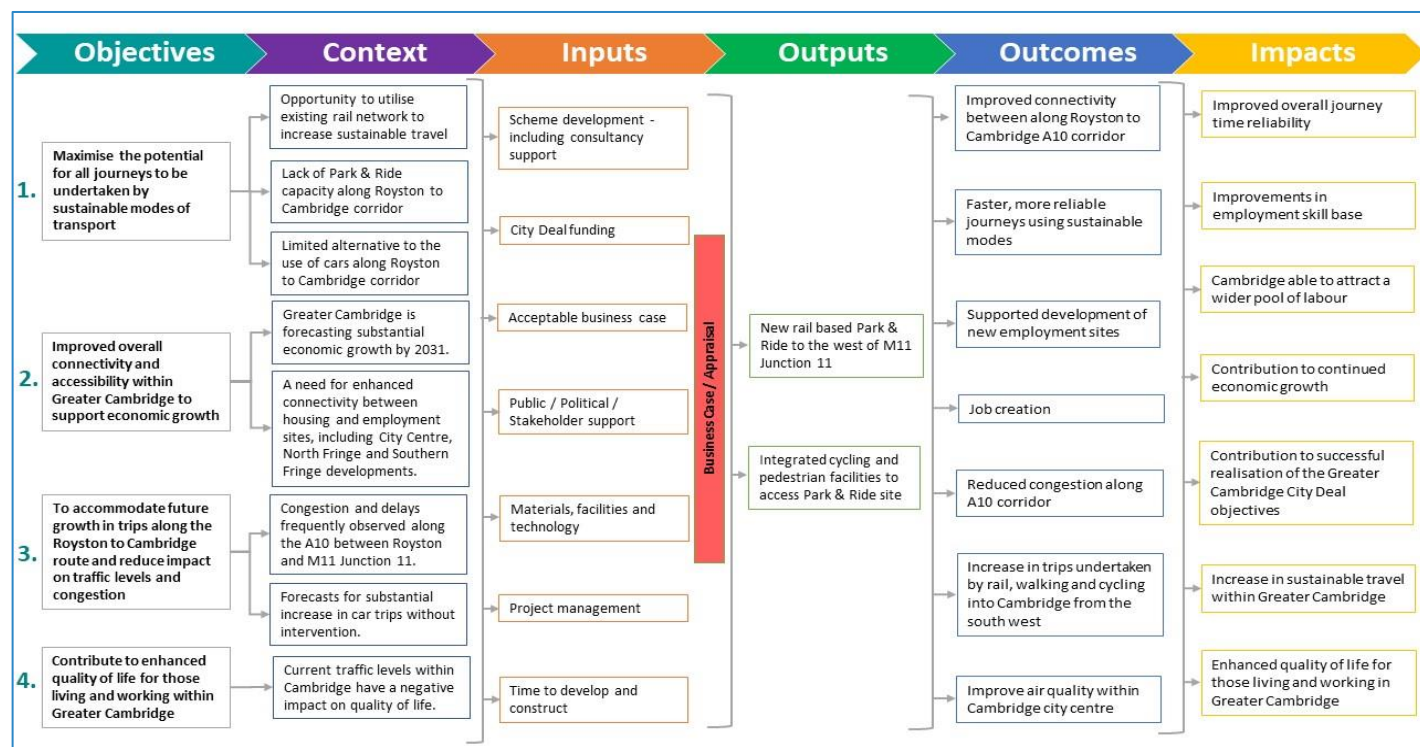 Objectives
Context
Inputs
Outputs
Outcomes
Impacts
1.
Maximise the potential
for all journeys to be
undertaken by
sustainable modes of
transport
2.
Improved overall
connectivity and
accessibility within
Greater Cambridge to
support economic growth
3.
To accommodate future
growth in trips along the
Royston to Cambridge
route and reduce impact
on traffic levels and
congestion
4.
Contribute to enhanced
quality of life for those
living and working within
Greater Cambridge
Opportunity to utilise
existing rail network to
increase sustainable travel
Lack of Park & Ride
capacity along Royston to
Cambridge corridor
Limited alternative to the
use of cars along Royston
to Cambridge corridor
Greater Cambridge is
forecasting substantial
economic growth by 2031.
A need for enhanced
connectivity between
housing and employment
sites, including City Centre,
North Fringe and Southern
Fringe developments.
Congestion and delays
frequently observed along
the A10 between Royston
and M11 Junction 11.
Forecasts for substantial
increase in car trips without
intervention.
Current traffic levels within
Cambridge have a negative
impact on quality of life.
Scheme development -
including consultancy
support
City Deal funding
Acceptable business case
Public / Political /
Stakeholder support
Materials, facilities and
technology
Project management
Time to develop and
construct
Business Case / Appraisal
New rail based Park &
Ride to the west of M11
Junction 11
Integrated cycling and
pedestrian facilities to
access Park & Ride site
Improved connectivity
between along Royston to
Cambridge A10 corridor
Faster, more reliable
journeys using sustainable
modes
Supported development of
new employment sites
Job creation
Reduced congestion along
A10 corridor
Increase in trips undertaken
by rail, walking and cycling
into Cambridge from the
south west
Improve air quality within
Cambridge city centre
Improved overall journey
time reliability
Improvements in
employment skill base
Cambridge able to attract a
wider pool of labour
Contribution to continued
economic growth
Contribution to successful
realisation of the Greater
Cambridge City Deal
objectives
Increase in sustainable travel
within Greater Cambridge
Enhanced quality of life for
those living and working in
Greater Cambridge